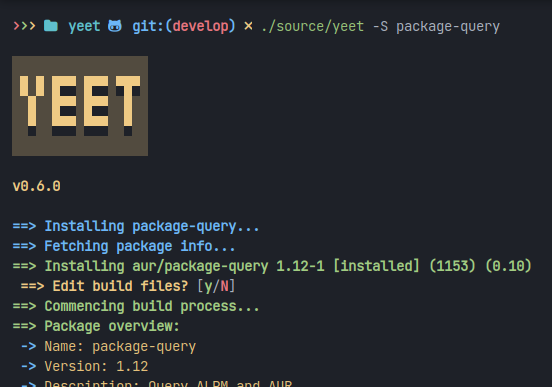 >>> yeet git:(develop) × ./source/yeet -S package-query
YEET
v0.6.0
==> Installing package-query...
==> Fetching package info...
==> Installing aur/package-query 1.12-1 [installed] (1153) (0.10)
==> Edit build files? [y/N]
==> Commencing build process...
==> Package overview:
-> Name: package-query
-> Version: 1.12
-> Description: Query ALPM and AUR